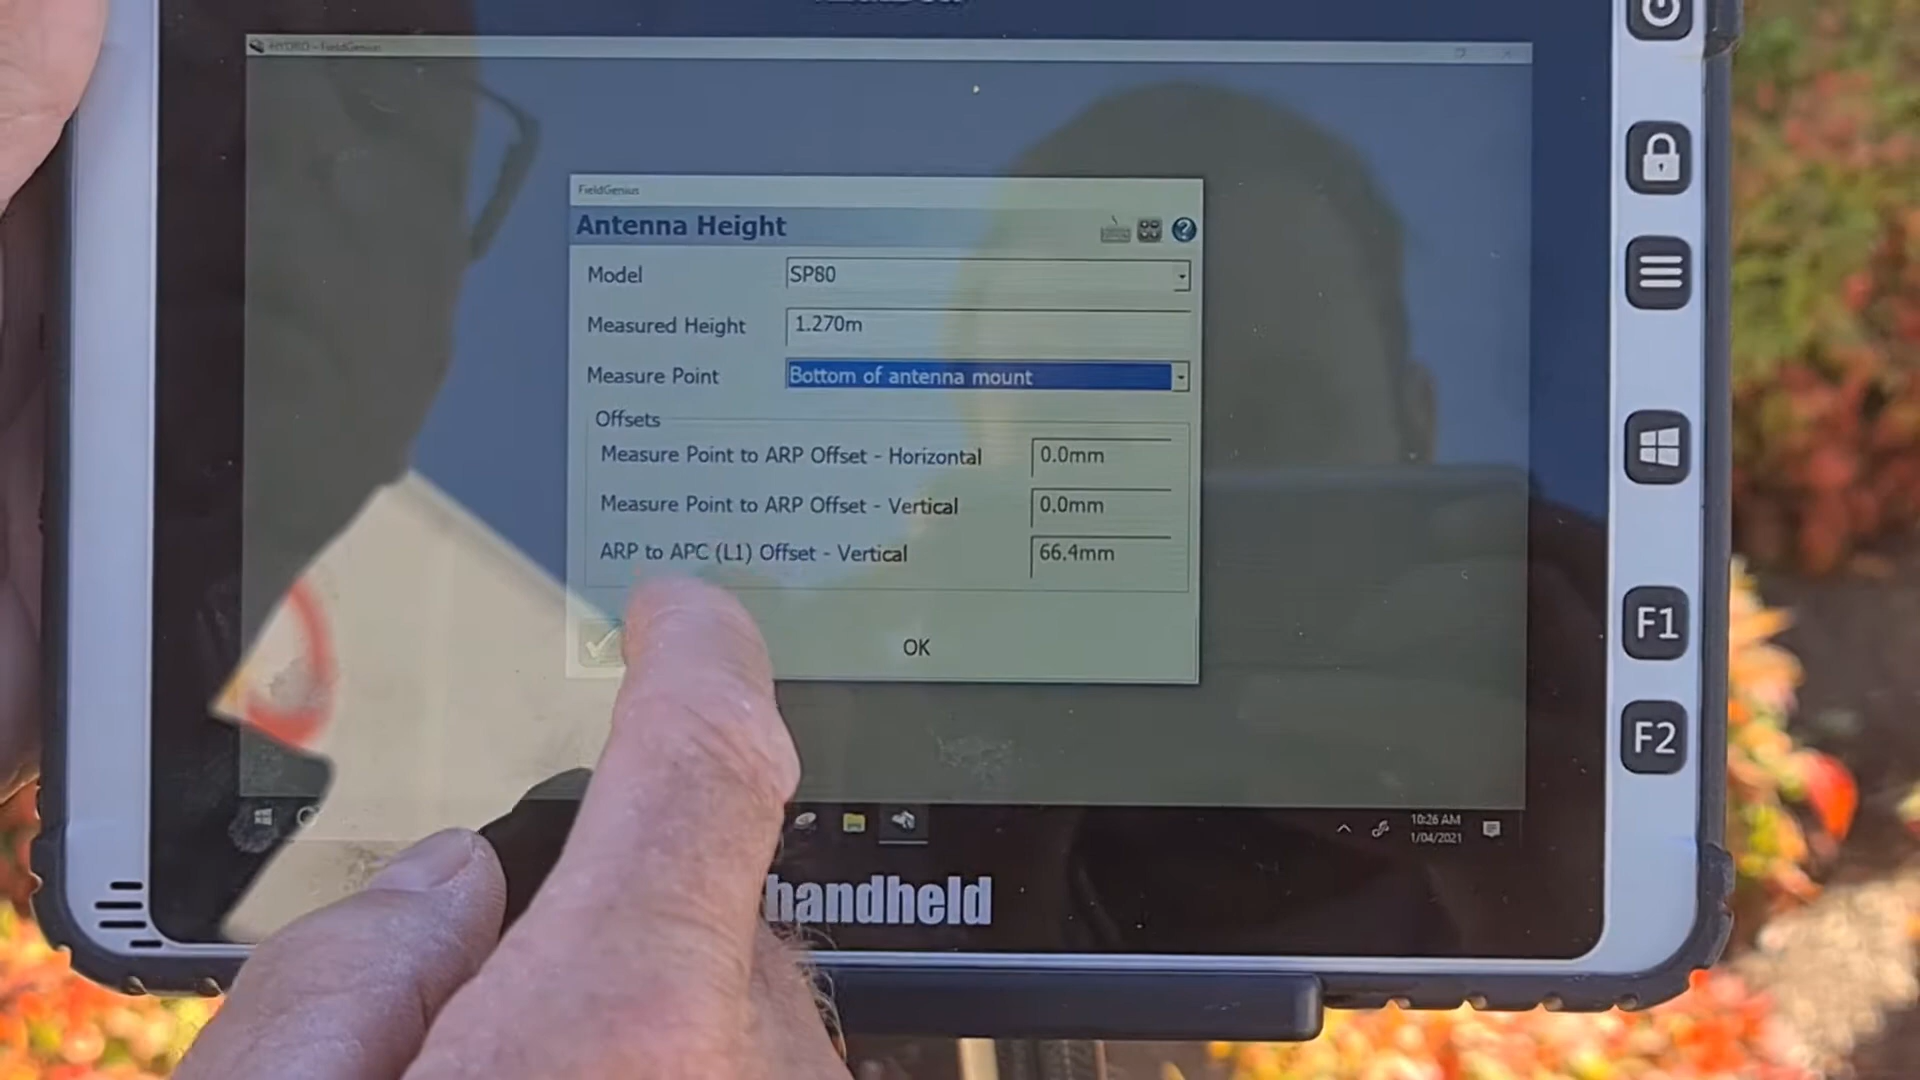 HYDRO - FieldGenius
FieldGenius
Antenna Height
Model
SP80
Measured Height
1.270m
Measure Point
Bottom of antenna mount
Offsets
Measure Point to ARP Offset - Horizontal
0.0mm
Measure Point to ARP Offset - Vertical
0.0mm
ARP to APC (L1) Offset - Vertical
66.4mm
OK
F1
F2
10:26 AM
1/04/2021
handheld